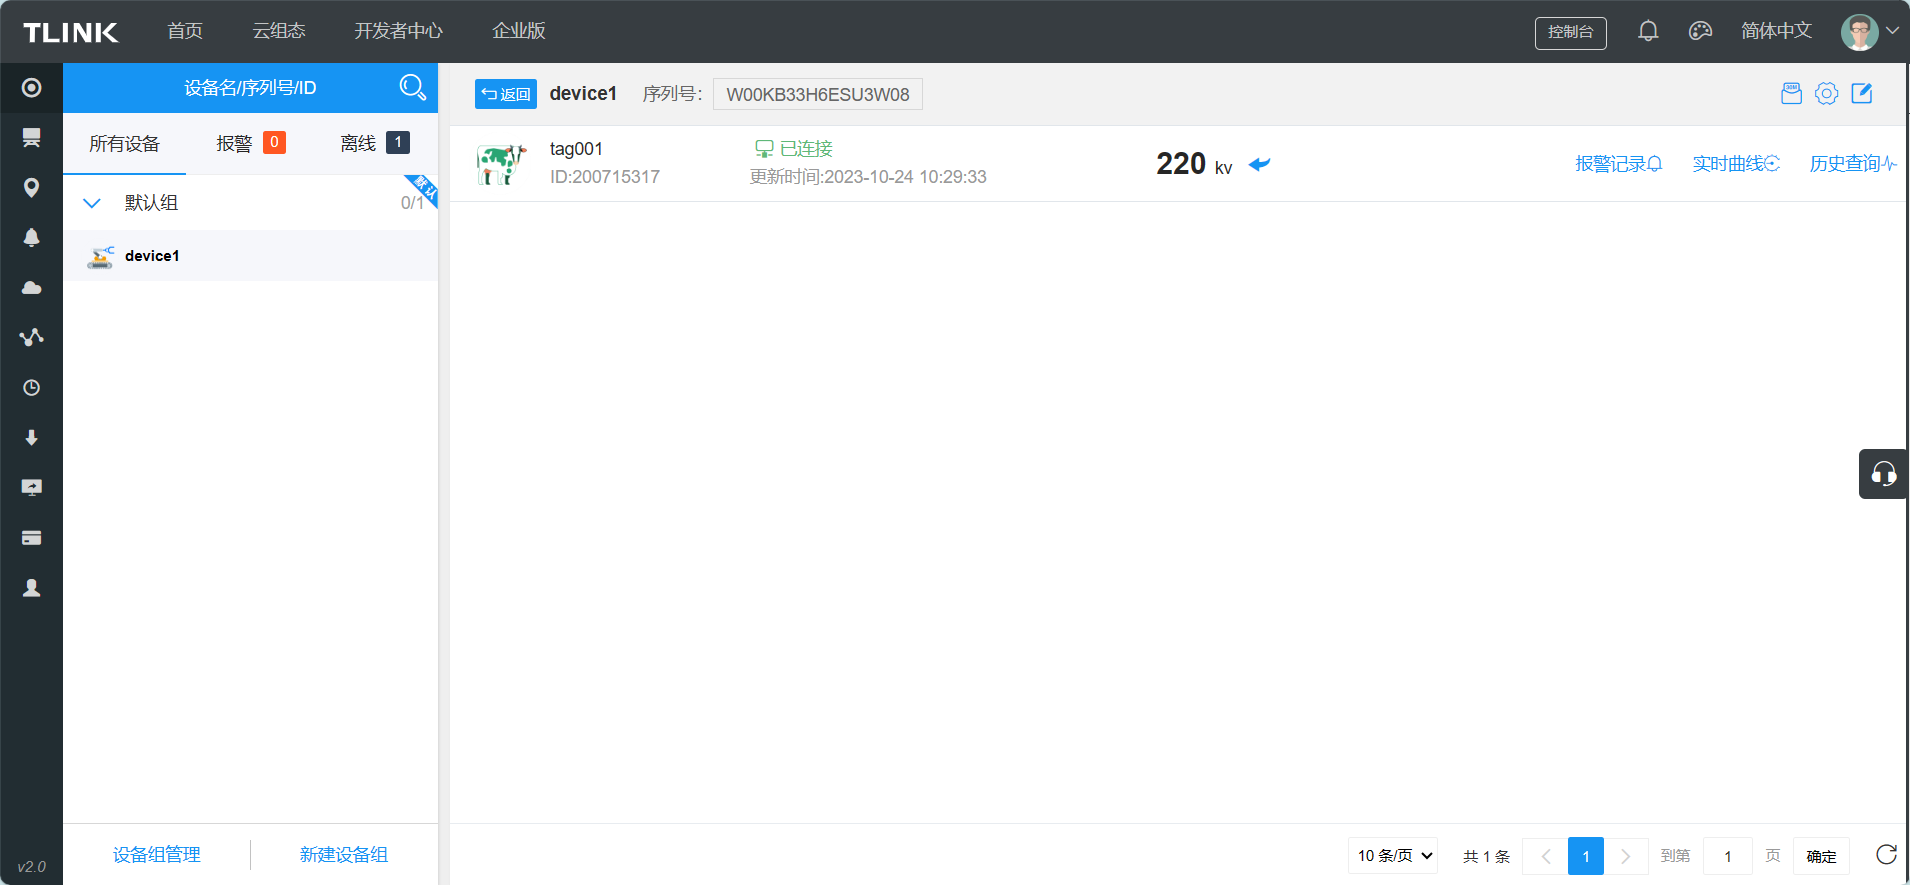 TLINK 首页 云组态 开发者中心 企业版 控制台 简体中文
设备名/序列号/ID
返回 device1 序列号: W00KB33H6ESU3W08
30M
所有设备 报警 0 离线 1
默认
默认组 0/1
device1
tag001 已连接
ID:200715317 更新时间:2023-10-24 10:29:33
220 kv
报警记录 实时曲线 历史查询
设备组管理 新建设备组
v2.0
10 条/页 共 1 条 1 到第 1 页 确定